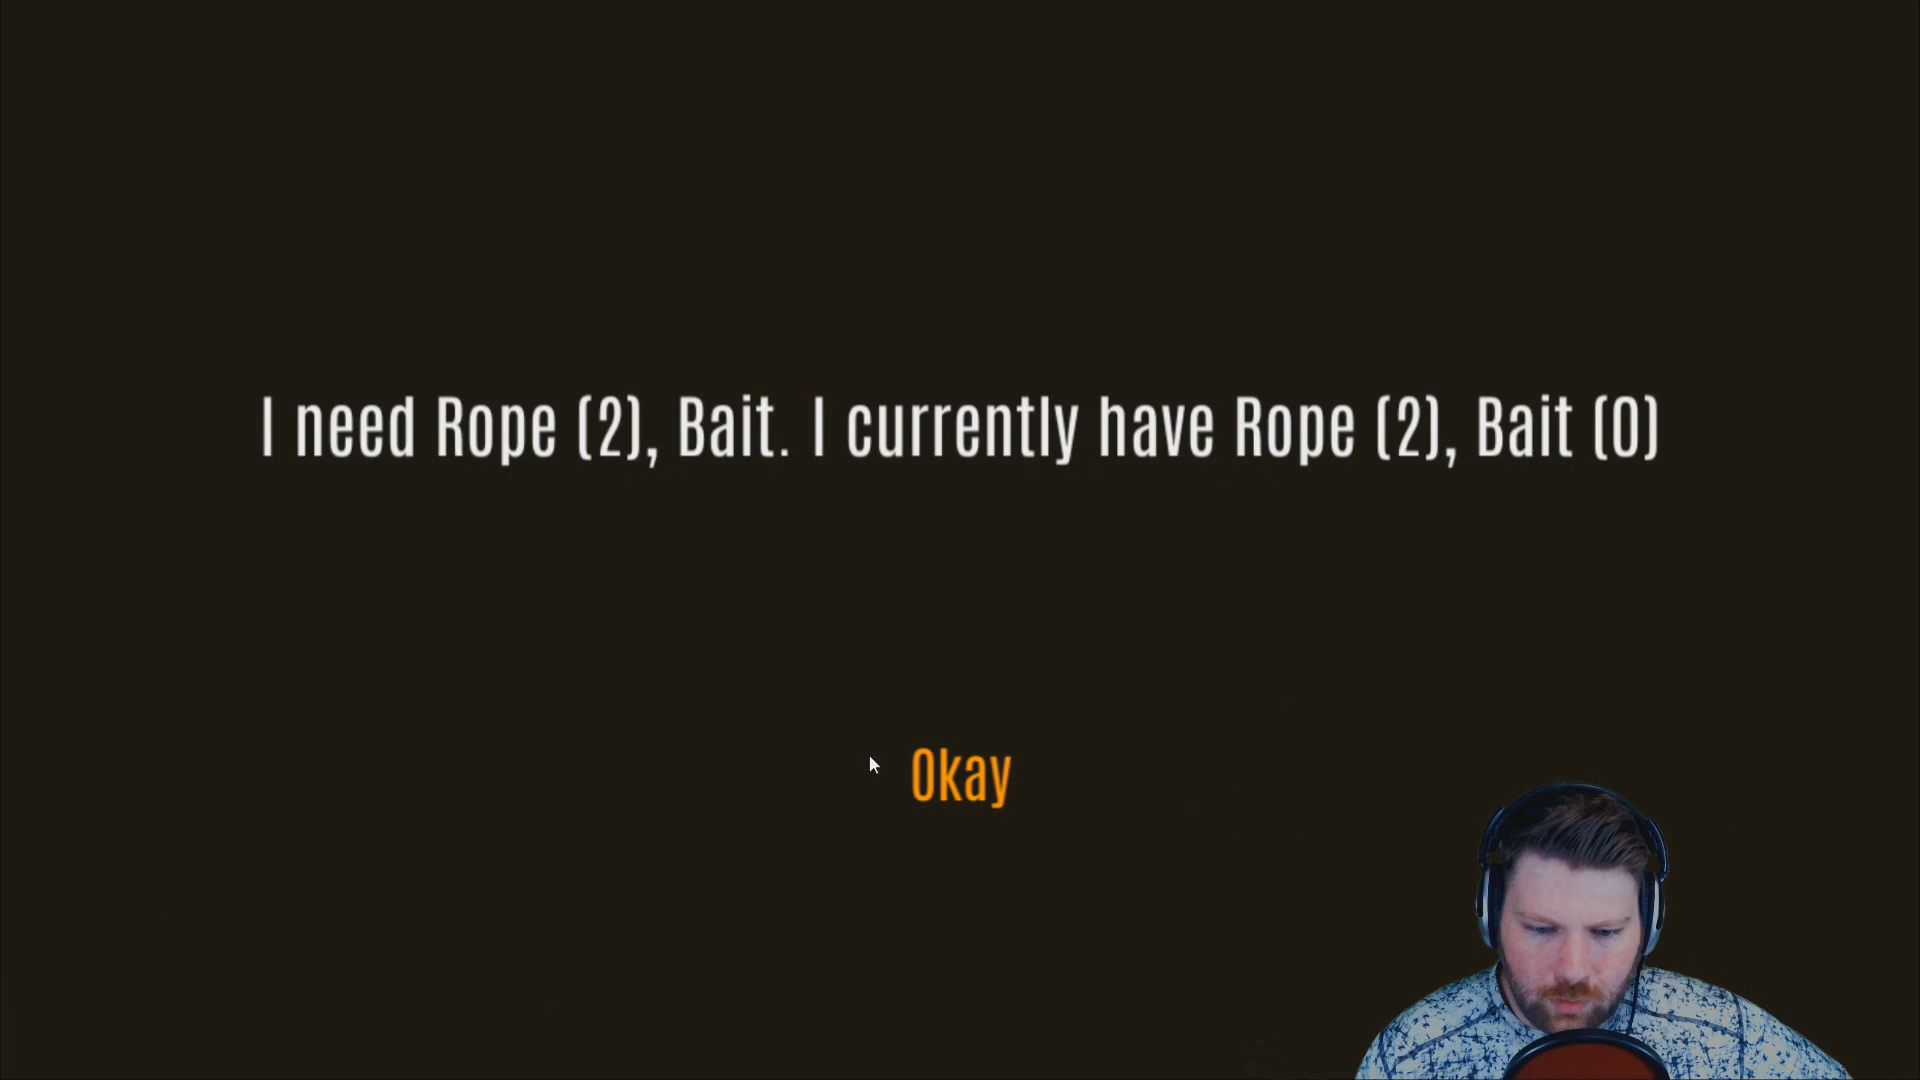 I need Rope (2), Bait. I currently have Rope (2), Bait (0)
Okay